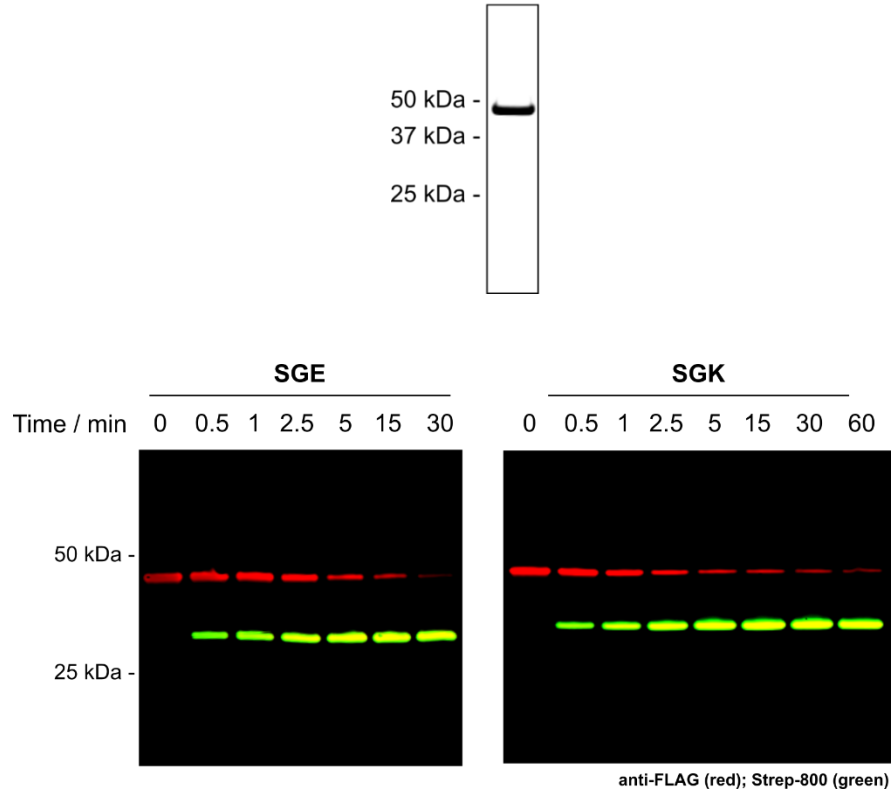 50 kDa -
37 kDa -
25 kDa -
SGE
SGK
Time / min 0 0.5 1 2.5 5 15 30
0 0.5 1 2.5 5 15 30 60
50 kDa -
25 kDa -
anti-FLAG (red); Strep-800 (green)